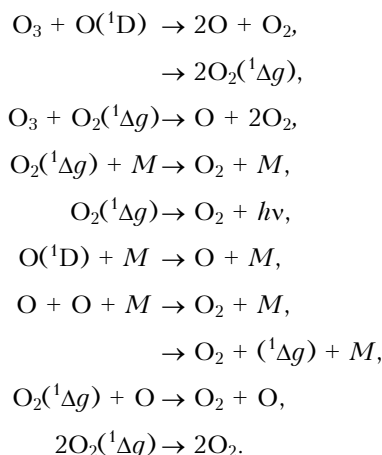 O₃ + O(¹D) → 2O + O₂,
→ 2O₂(¹Δg),
O₃ + O₂(¹Δg) → O + 2O₂,
O₂(¹Δg) + M → O₂ + M,
O₂(¹Δg) → O₂ + hν,
O(¹D) + M → O + M,
O + O + M → O₂ + M,
→ O₂ + (¹Δg) + M,
O₂(¹Δg) + O → O₂ + O,
2O₂(¹Δg) → 2O₂.